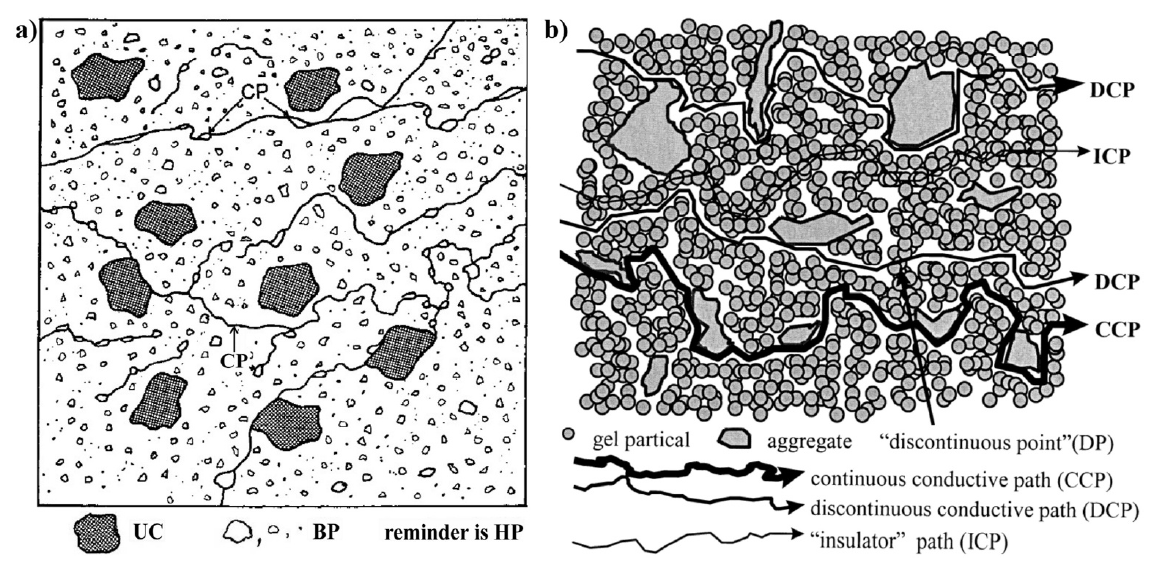 a)
CP
CP
UC
BP
reminder is HP
b)
DCP
ICP
DCP
CCP
gel partical
aggregate
“discontinuous point”(DP)
continuous conductive path (CCP)
discontinuous conductive path (DCP)
“insulator” path (ICP)